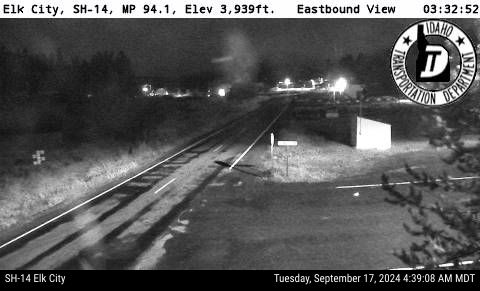 Elk City, SH-14, MP 94.1, Elev 3,939ft. Eastbound View 03:32:52
IDAHO
TRANSPORTATION DEPARTMENT
SH-14 Elk City Tuesday, September 17, 2024 4:39:08 AM MDT